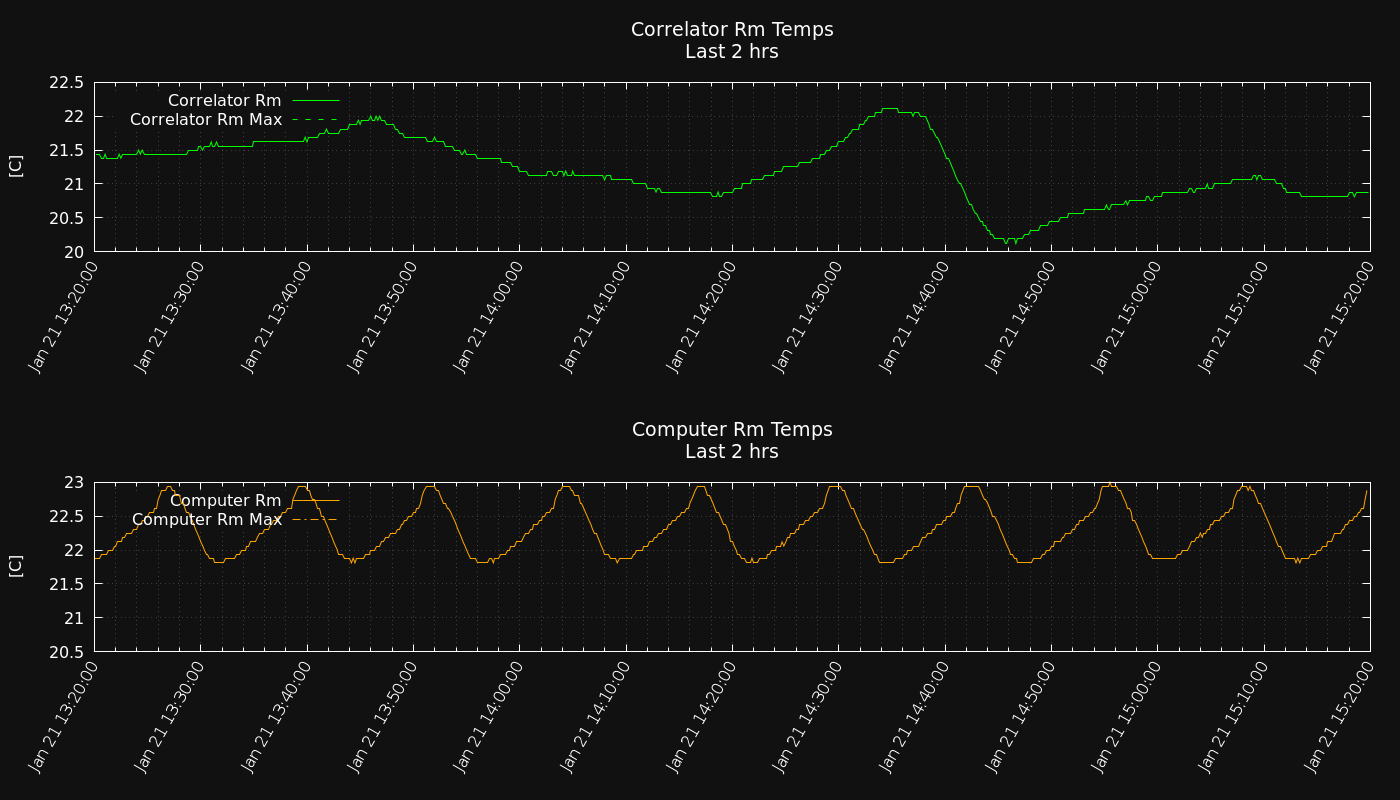 Correlator Rm Temps
Last 2 hrs
22.5
22
21.5
21
20.5
20
[C]
Correlator Rm
Correlator Rm Max
Jan 21 13:20:00
Jan 21 13:30:00
Jan 21 13:40:00
Jan 21 13:50:00
Jan 21 14:00:00
Jan 21 14:10:00
Jan 21 14:20:00
Jan 21 14:30:00
Jan 21 14:40:00
Jan 21 14:50:00
Jan 21 15:00:00
Jan 21 15:10:00
Jan 21 15:20:00
Computer Rm Temps
Last 2 hrs
23
22.5
22
21.5
21
20.5
[C]
Computer Rm
Computer Rm Max
Jan 21 13:20:00
Jan 21 13:30:00
Jan 21 13:40:00
Jan 21 13:50:00
Jan 21 14:00:00
Jan 21 14:10:00
Jan 21 14:20:00
Jan 21 14:30:00
Jan 21 14:40:00
Jan 21 14:50:00
Jan 21 15:00:00
Jan 21 15:10:00
Jan 21 15:20:00